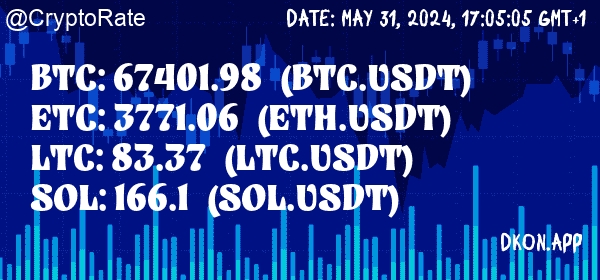 @CryptoRate
DATE: MAY 31, 2024, 17:05:05 GMT+1
BTC: 67401.98 (BTC.USDT)
ETC: 3771.06 (ETH.USDT)
LTC: 83.37 (LTC.USDT)
SOL: 166.1 (SOL.USDT)
DKON.APP